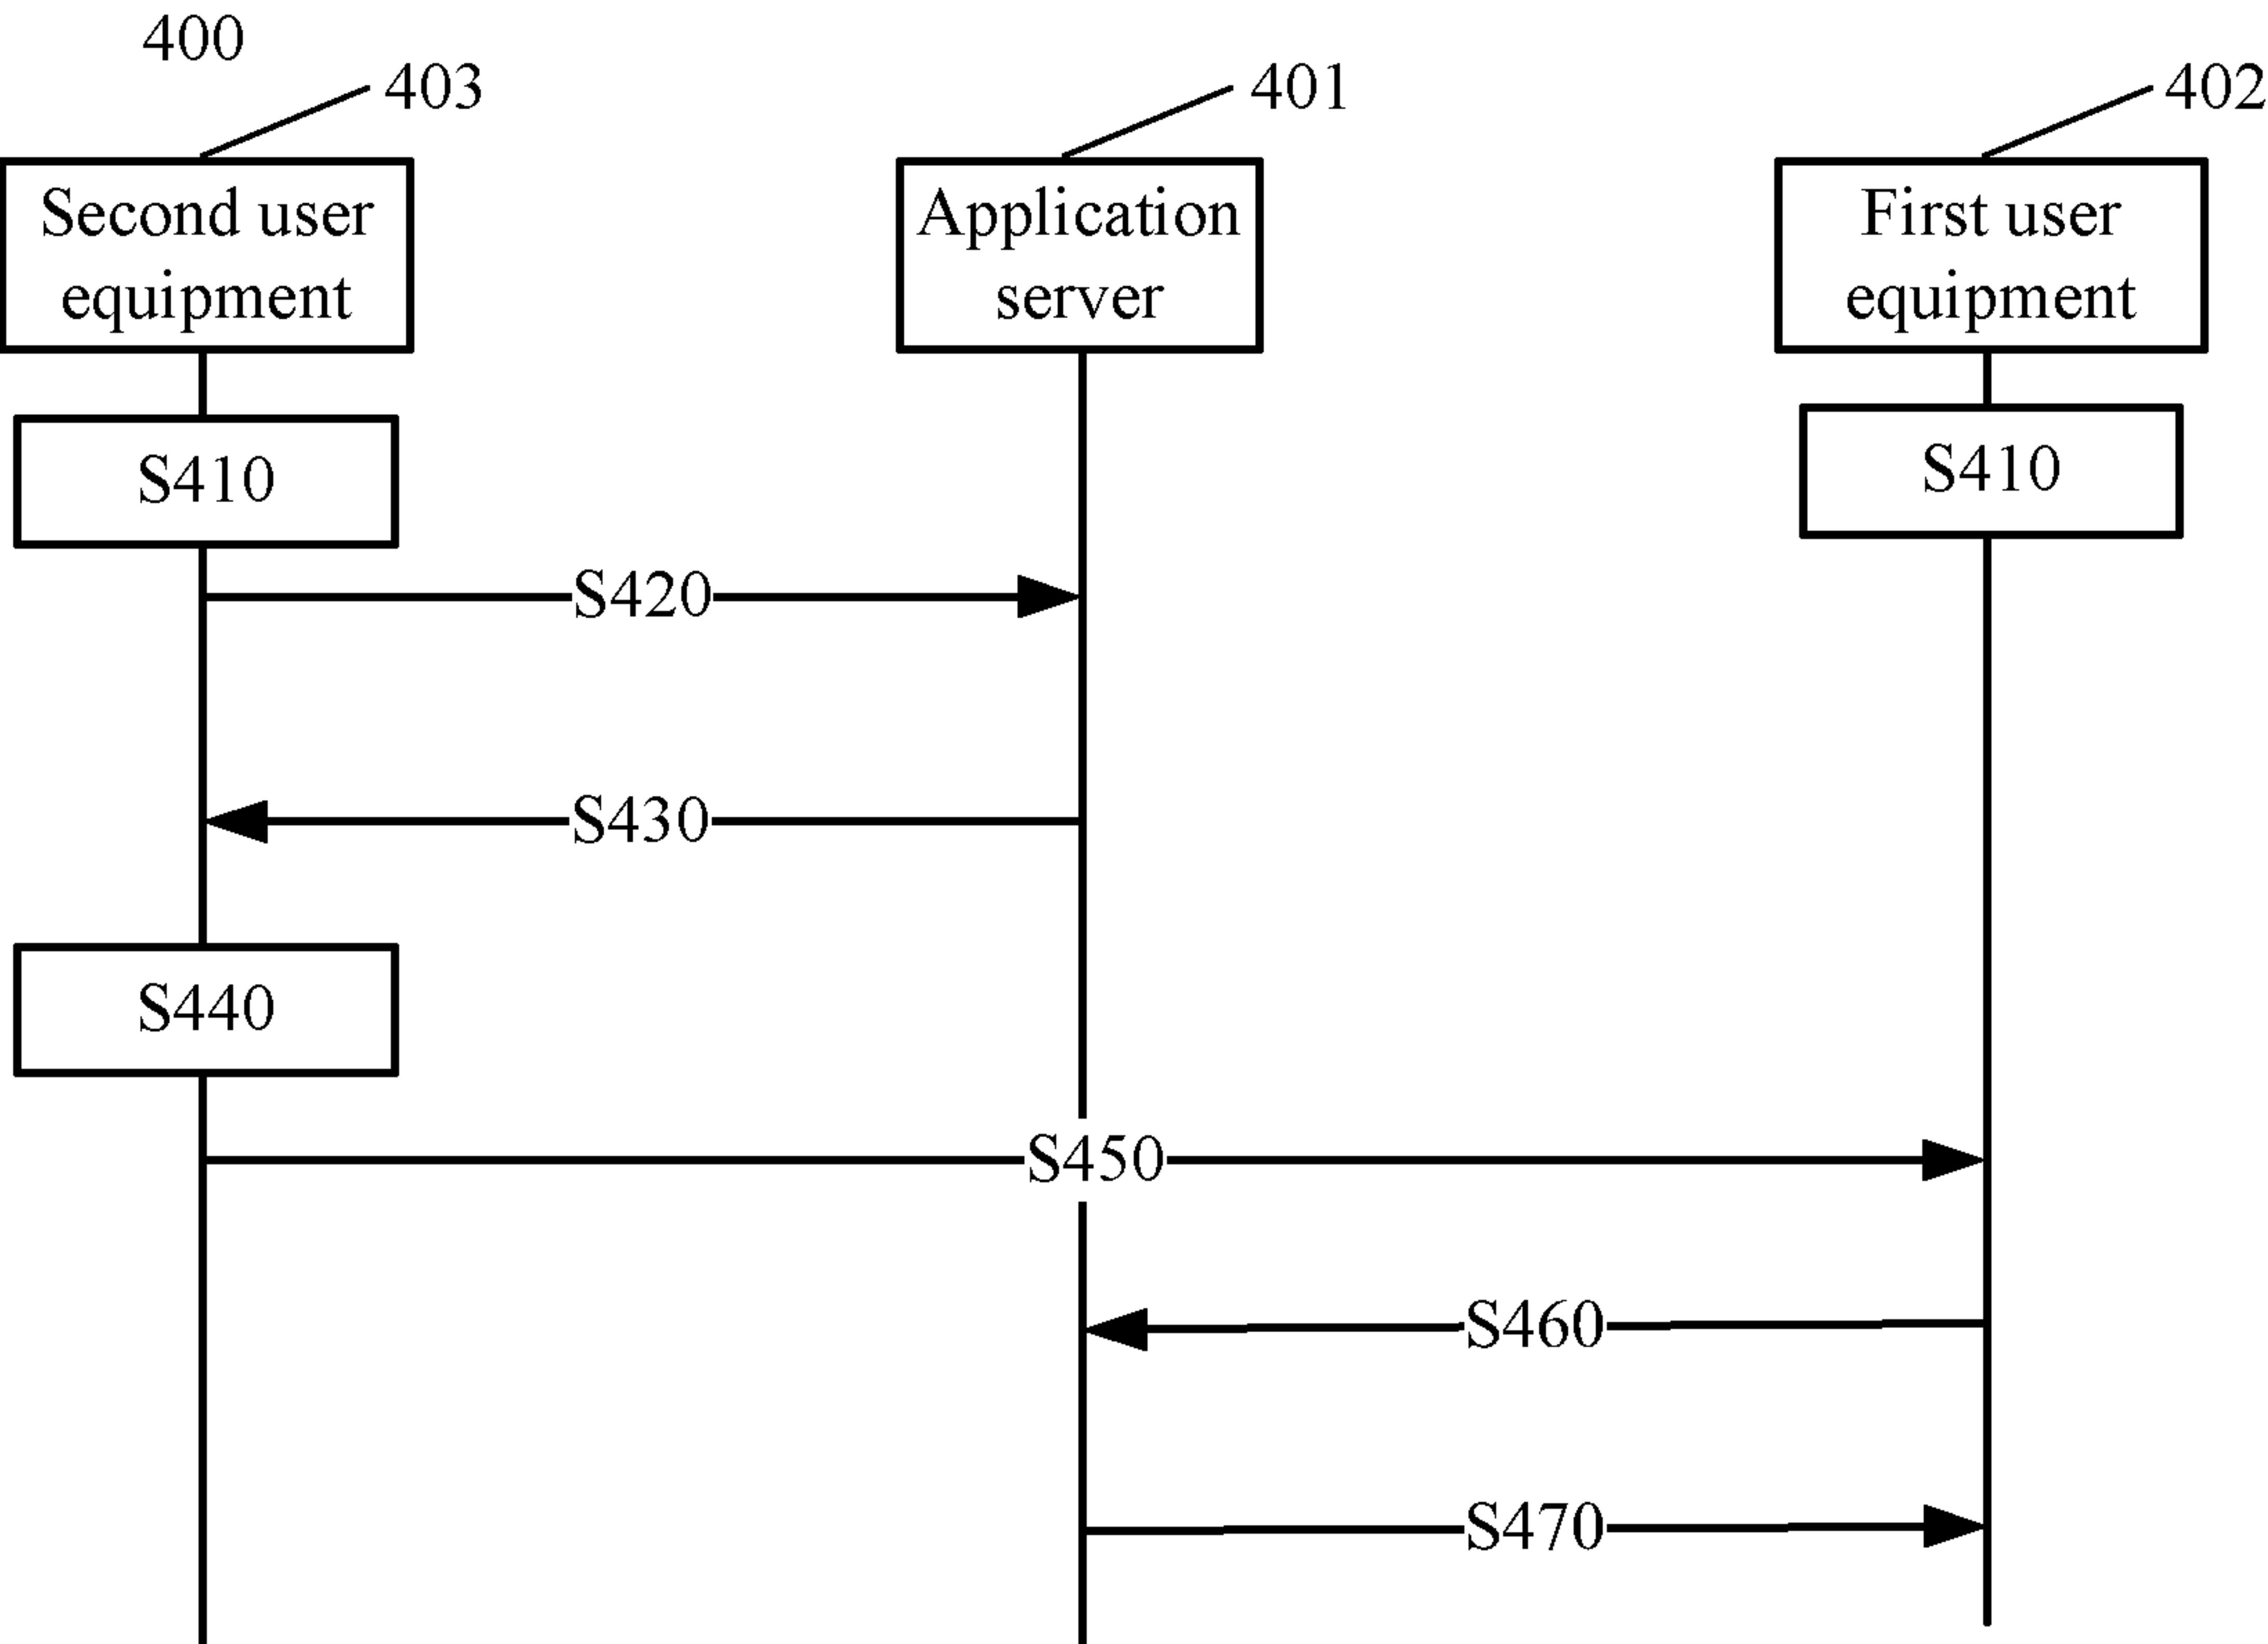 400
403
401
402
Second user
equipment
Application
server
First user
equipment
S410
S410
S420
S430
S440
S450
S460
S470